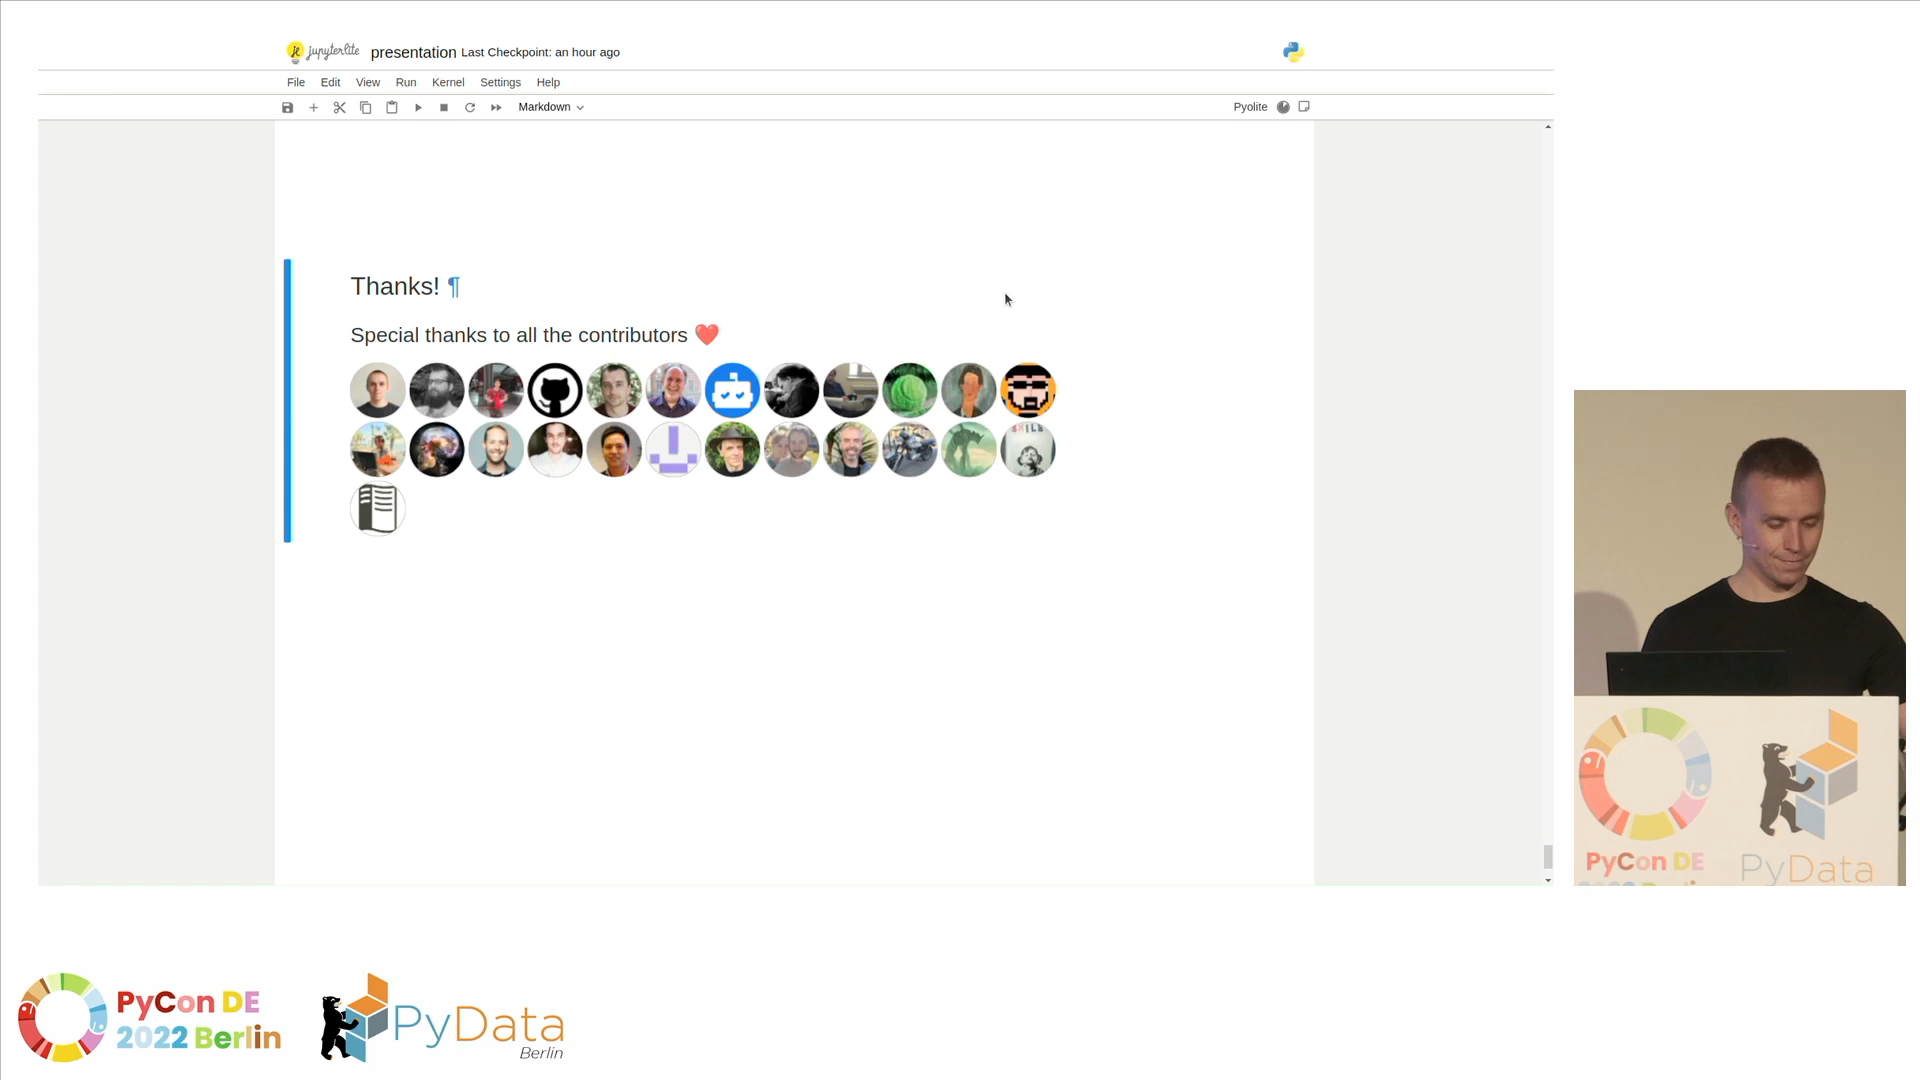 jupyterlite presentation Last Checkpoint: an hour ago
File Edit View Run Kernel Settings Help
Markdown Pyolite
Thanks! ¶
Special thanks to all the contributors ❤️
PyCon DE
PyData
PyCon DE
2022 Berlin
PyData
Berlin